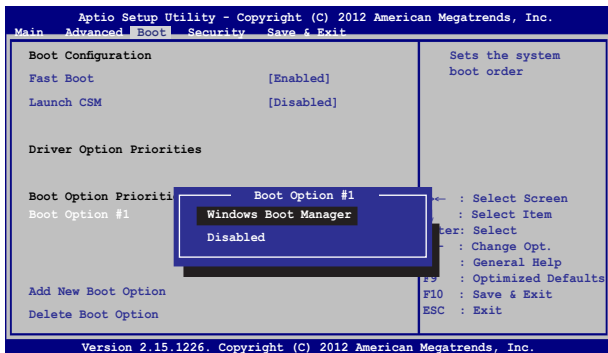 Aptio Setup Utility - Copyright (C) 2012 American Megatrends, Inc.
Main Advanced Boot Security Save & Exit
Boot Configuration
Fast Boot [Enabled]
Launch CSM [Disabled]
Driver Option Priorities
Boot Option Prioriti
Boot Option #1
Add New Boot Option
Delete Boot Option
Boot Option #1
Windows Boot Manager
Disabled
Sets the system
boot order
← : Select Screen
: Select Item
ter: Select
: Change Opt.
: General Help
F9 : Optimized Defaults
F10 : Save & Exit
ESC : Exit
Version 2.15.1226. Copyright (C) 2012 American Megatrends, Inc.